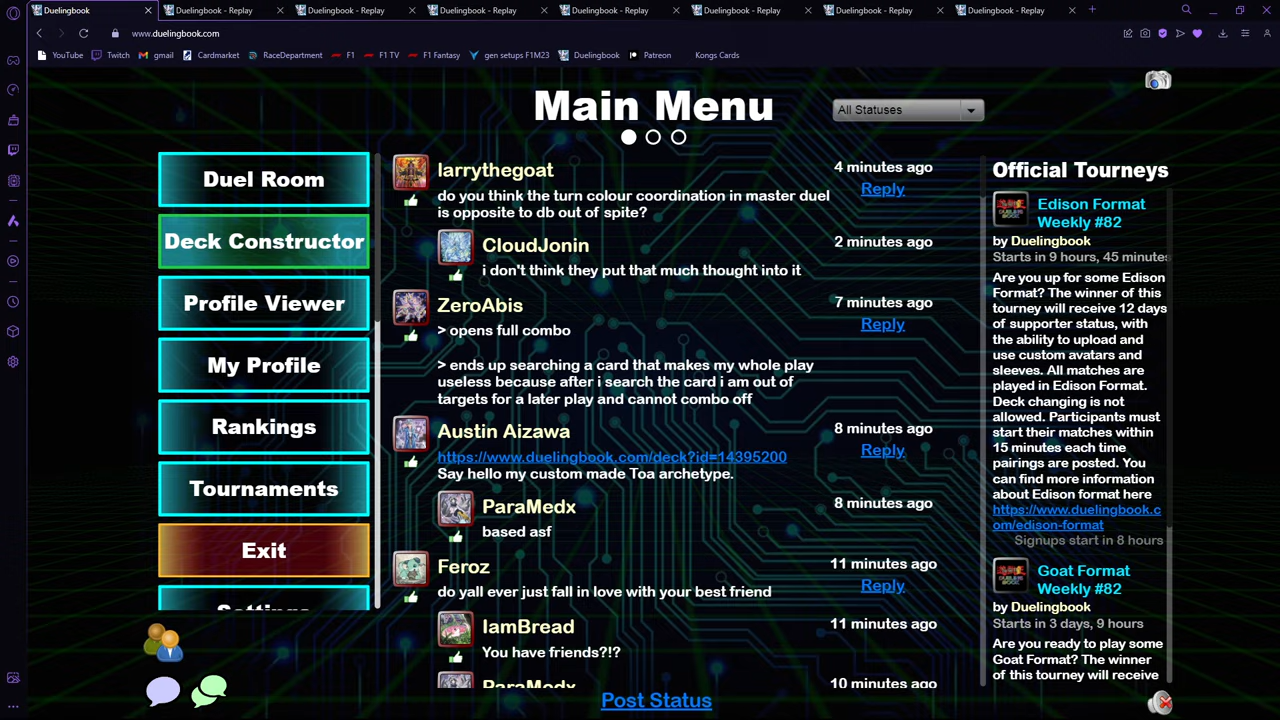 Duelingbook
Duelingbook - Replay
Duelingbook - Replay
Duelingbook - Replay
Duelingbook - Replay
Duelingbook - Replay
Duelingbook - Replay
Duelingbook - Replay
www.duelingbook.com
YouTube
Twitch
gmail
Cardmarket
RaceDepartment
F1
F1 TV
F1 Fantasy
gen setups F1M23
Duelingbook
Patreon
Kongs Cards
Main Menu
All Statuses
Duel Room
Deck Constructor
Profile Viewer
My Profile
Rankings
Tournaments
Exit
Settings
larrythegoat
4 minutes ago
do you think the turn colour coordination in master duel
is opposite to db out of spite?
Reply
CloudJonin
2 minutes ago
i don't think they put that much thought into it
ZeroAbis
7 minutes ago
> opens full combo
Reply
> ends up searching a card that makes my whole play
useless because after i search the card i am out of
targets for a later play and cannot combo off
Austin Aizawa
8 minutes ago
https://www.duelingbook.com/deck?id=14395200
Reply
Say hello my custom made Toa archetype.
ParaMedx
8 minutes ago
based asf
Feroz
11 minutes ago
do yall ever just fall in love with your best friend
Reply
IamBread
11 minutes ago
You have friends?!?
ParaMedx
10 minutes ago
Post Status
Official Tourneys
Edison Format
Weekly #82
by Duelingbook
Starts in 9 hours, 45 minutes
Are you up for some Edison
Format? The winner of this
tourney will receive 12 days
of supporter status, with
the ability to upload and
use custom avatars and
sleeves. All matches are
played in Edison Format.
Deck changing is not
allowed. Participants must
start their matches within
15 minutes each time
pairings are posted. You
can find more information
about Edison format here
https://www.duelingbook.c
om/edison-format
Signups start in 8 hours
Goat Format
Weekly #82
by Duelingbook
Starts in 3 days, 9 hours
Are you ready to play some
Goat Format? The winner
of this tourney will receive